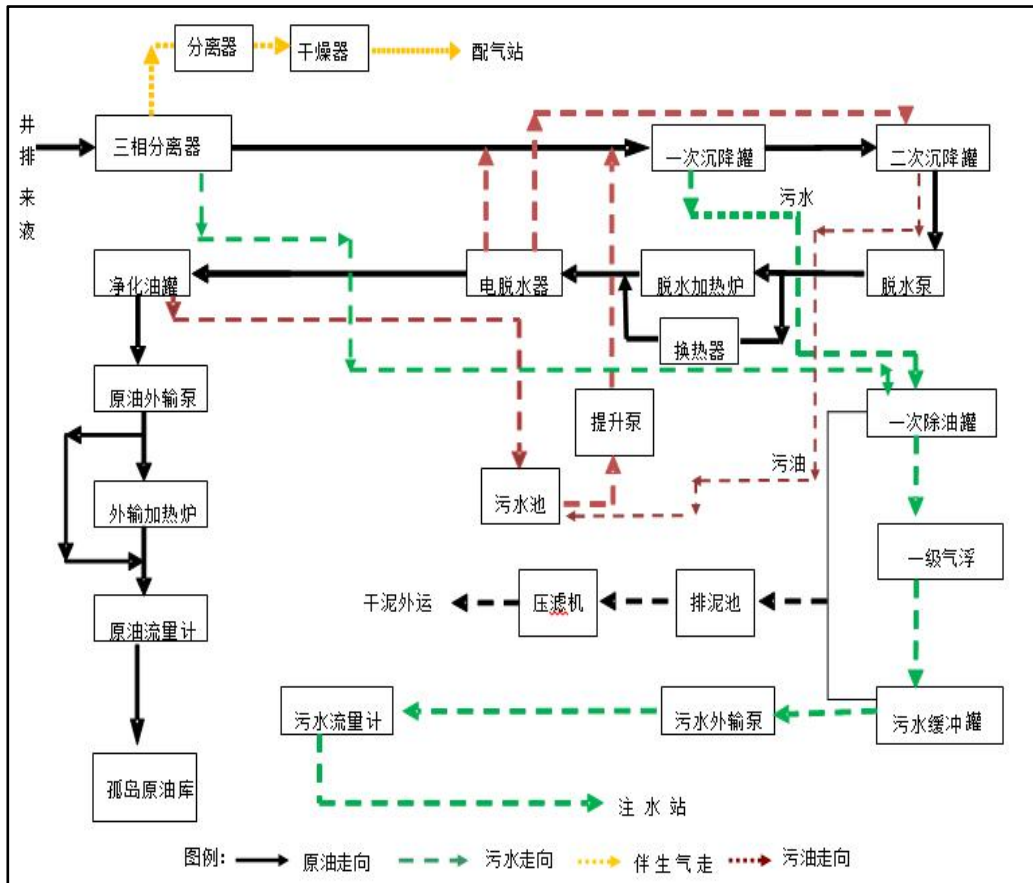 分离器
干燥器
配气站
井
排
来
液
三相分离器
一次沉降罐
二次沉降罐
污水
净化油罐
电脱水器
脱水加热炉
脱水泵
换热器
原油外输泵
提升泵
一次除油罐
污油
污水池
外输加热炉
一级气浮
干泥外运
压滤机
排泥池
原油流量计
污水流量计
污水外输泵
污水缓冲罐
孤岛原油库
注水站
图例: 原油走向 污水走向 伴生气走 污油走向